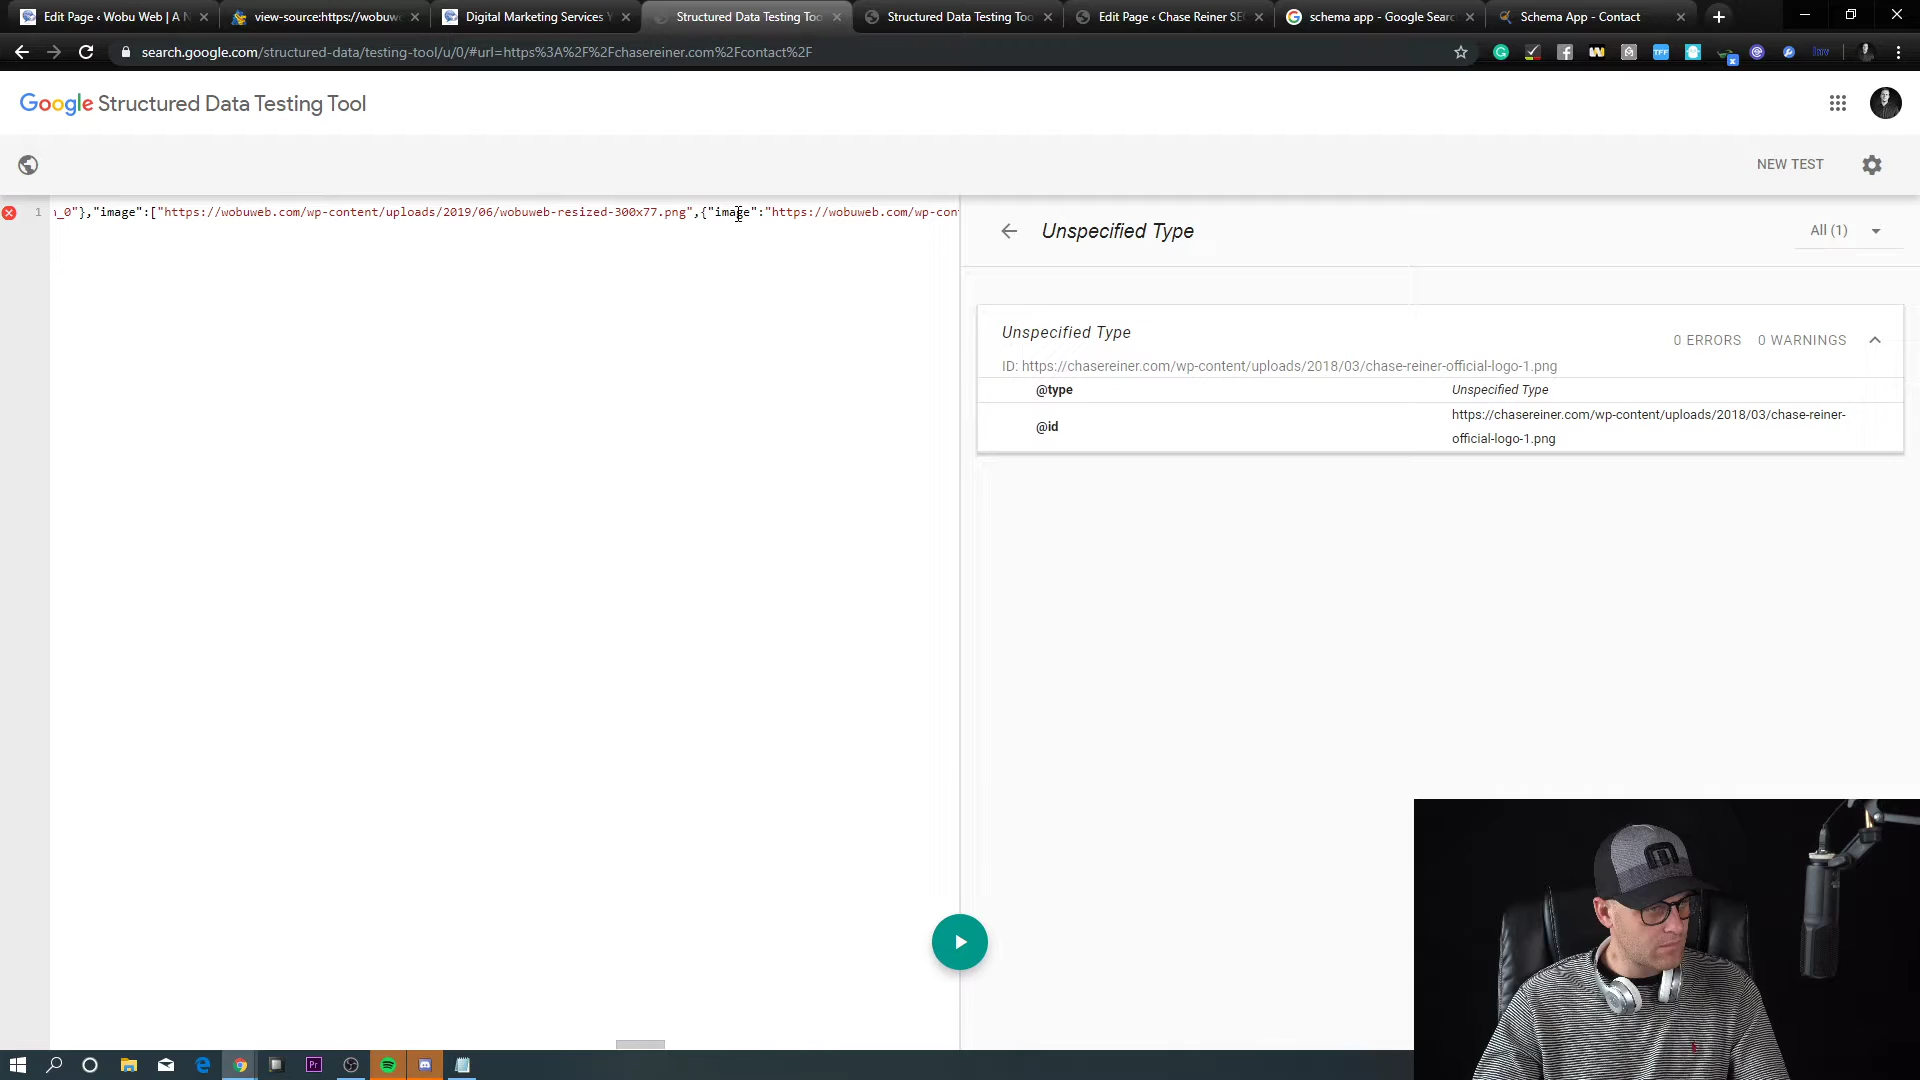 Edit Page ‹ Wobu Web | A N
view-source:https://wobuwe
Digital Marketing Services
Structured Data Testing Too
Structured Data Testing Too
Edit Page ‹ Chase Reiner SE
schema app - Google Searc
Schema App - Contact
search.google.com/structured-data/testing-tool/u/0/#url=https%3A%2F%2Fchasereiner.com%2Fcontact%2F
Google Structured Data Testing Tool
NEW TEST
1
_0"},"image":["https://wobuweb.com/wp-content/uploads/2019/06/wobuweb-resized-300x77.png",{"image":"https://wobuweb.com/wp-con
Unspecified Type
All (1)
Unspecified Type
0 ERRORS 0 WARNINGS
ID: https://chasereiner.com/wp-content/uploads/2018/03/chase-reiner-official-logo-1.png
@type
Unspecified Type
@id
https://chasereiner.com/wp-content/uploads/2018/03/chase-reiner-
official-logo-1.png
Pr